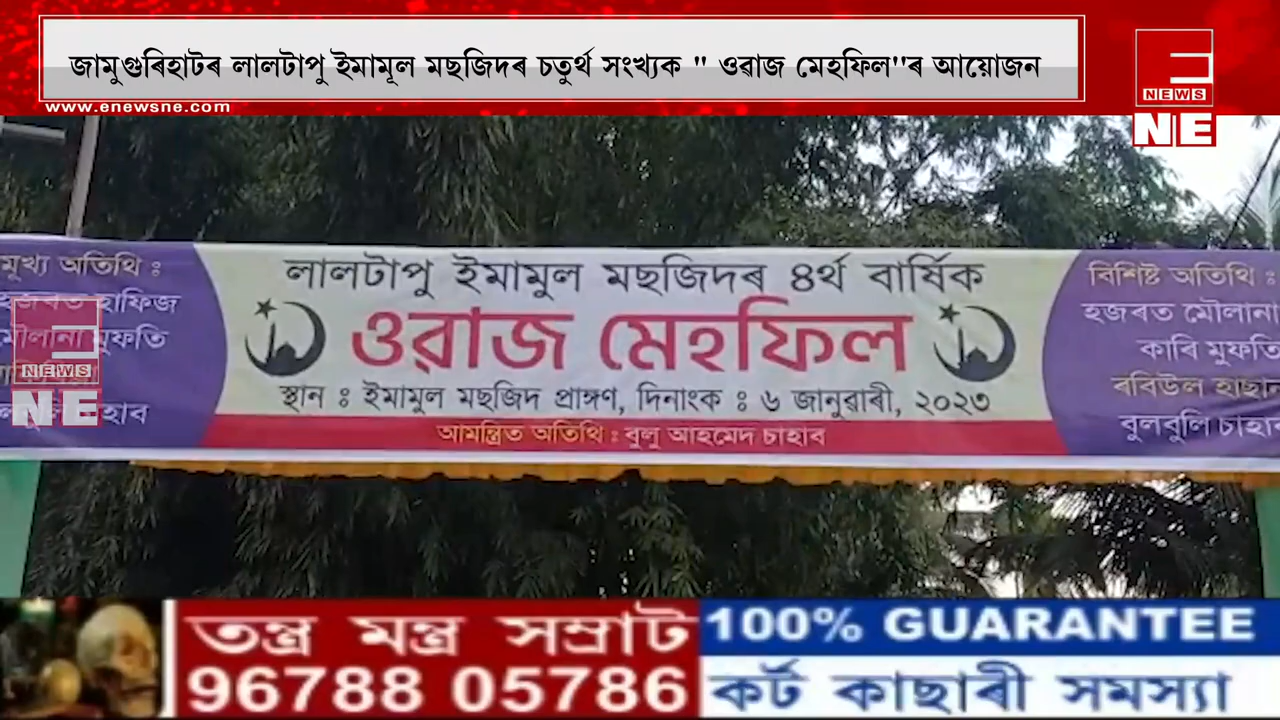 জামুগুৰিহাটৰ লালটাপু ইমামূল মছজিদৰ চতুৰ্থ সংখ্যক " ওৱাজ মেহফিল''ৰ আয়োজন
www.enewsne.com
E
NEWS
NE
মুখ্য অতিথি :
হাফিজ
মৌলানা মুফতি
E
NEWS
NE
লালটাপু ইমামুল মছজিদৰ ৪ৰ্থ বাৰ্ষিক
ওৱাজ মেহফিল
স্থান : ইমামুল মছজিদ প্ৰাঙ্গণ, দিনাংক : ৬ জানুৱাৰী, ২০২৩
আমন্ত্ৰিত অতিথি : বুলু আহমেদ চাহাব
বিশিষ্ট অতিথি :
হজৰত মৌলানা
কাৰি মুফতি
ৰবিউল হাছান
বুলবুলি চাহাব
তন্ত্ৰ মন্ত্ৰ সম্ৰাট
96788 05786
100% GUARANTEE
কৰ্ট কাছাৰী সমস্যা